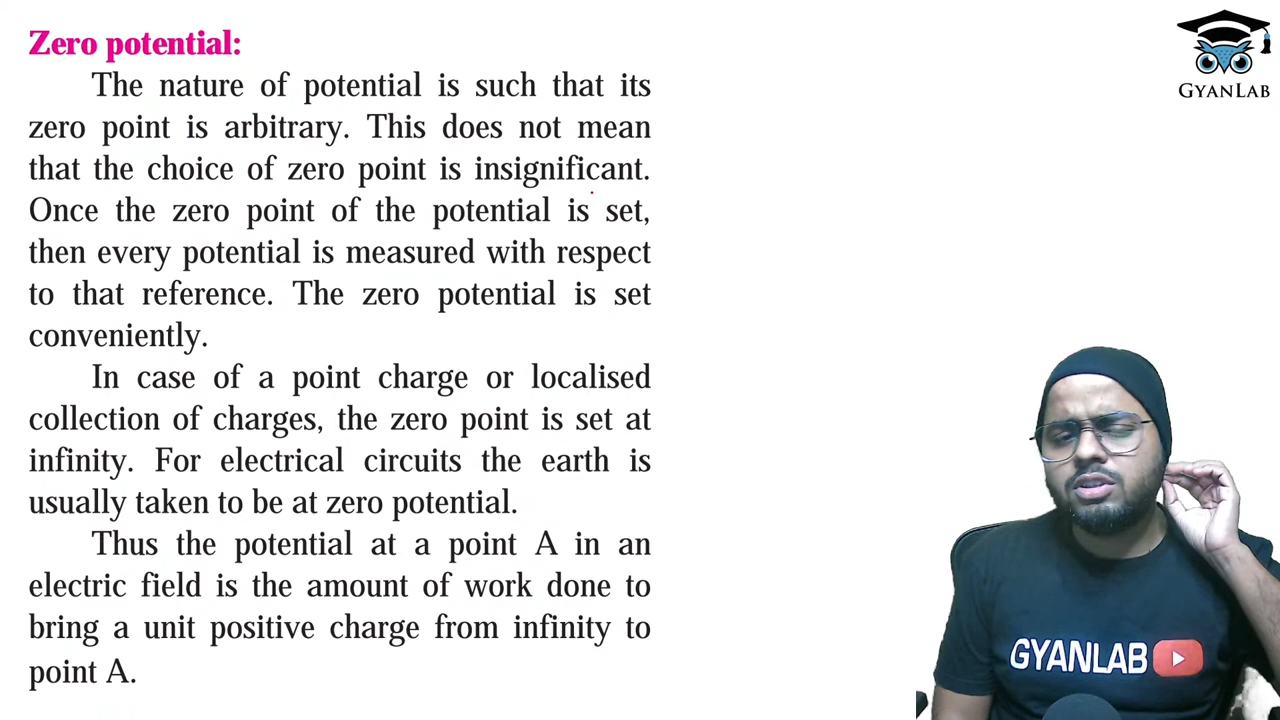 Zero potential:
The nature of potential is such that its
zero point is arbitrary. This does not mean
that the choice of zero point is insignificant.
Once the zero point of the potential is set,
then every potential is measured with respect
to that reference. The zero potential is set
conveniently.
In case of a point charge or localised
collection of charges, the zero point is set at
infinity. For electrical circuits the earth is
usually taken to be at zero potential.
Thus the potential at a point A in an
electric field is the amount of work done to
bring a unit positive charge from infinity to
point A.
GYANLAB
GYANLAB